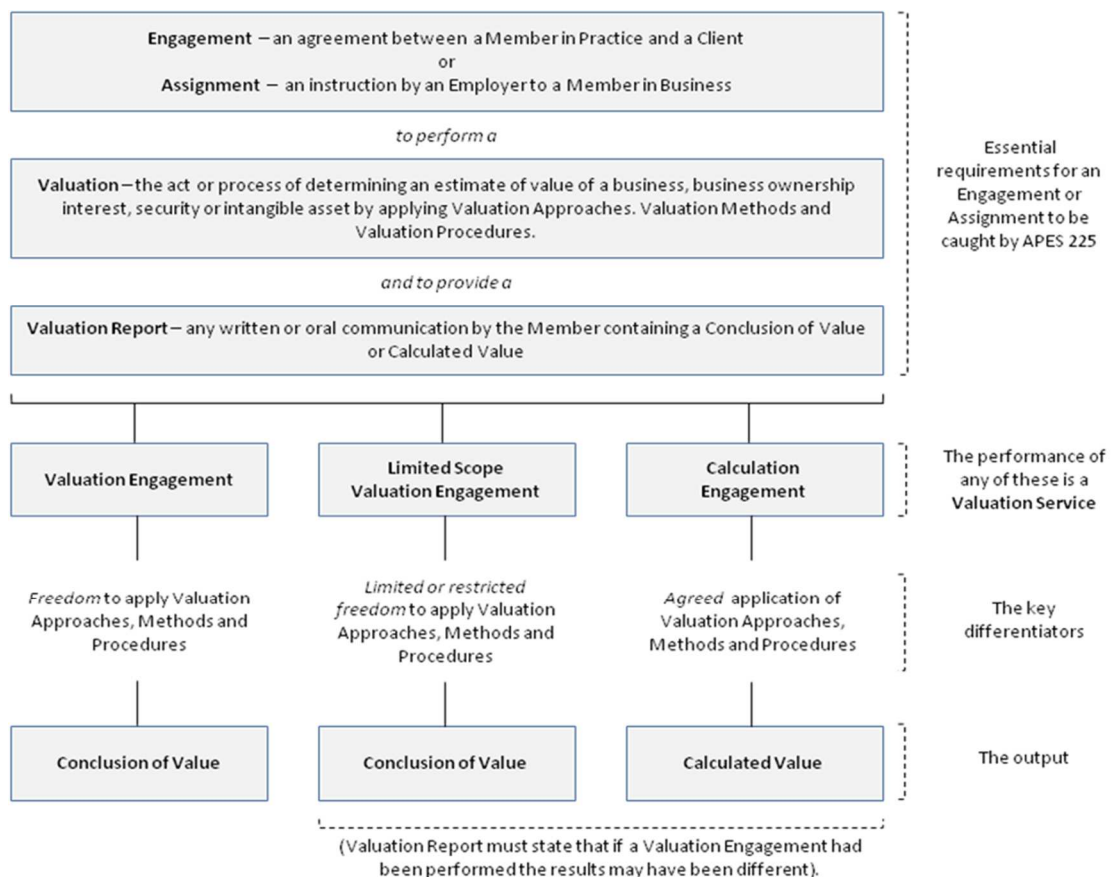 Engagement – an agreement between a Member in Practice and a Client
or
Assignment – an instruction by an Employer to a Member in Business
to perform a
Valuation – the act or process of determining an estimate of value of a business, business ownership
interest, security or intangible asset by applying Valuation Approaches. Valuation Methods and
Valuation Procedures.
and to provide a
Valuation Report – any written or oral communication by the Member containing a Conclusion of Value
or Calculated Value
Essential
requirements for an
Engagement or
Assignment to be
caught by APES 225
Valuation Engagement
Limited Scope
Valuation Engagement
Calculation
Engagement
The performance of
any of these is a
Valuation Service
Freedom to apply Valuation
Approaches, Methods and
Procedures
Limited or restricted
freedom to apply Valuation
Approaches, Methods and
Procedures
Agreed application of
Valuation Approaches,
Methods and Procedures
The key
differentiators
Conclusion of Value
Conclusion of Value
Calculated Value
The output
(Valuation Report must state that if a Valuation Engagement had
been performed the results may have been different).